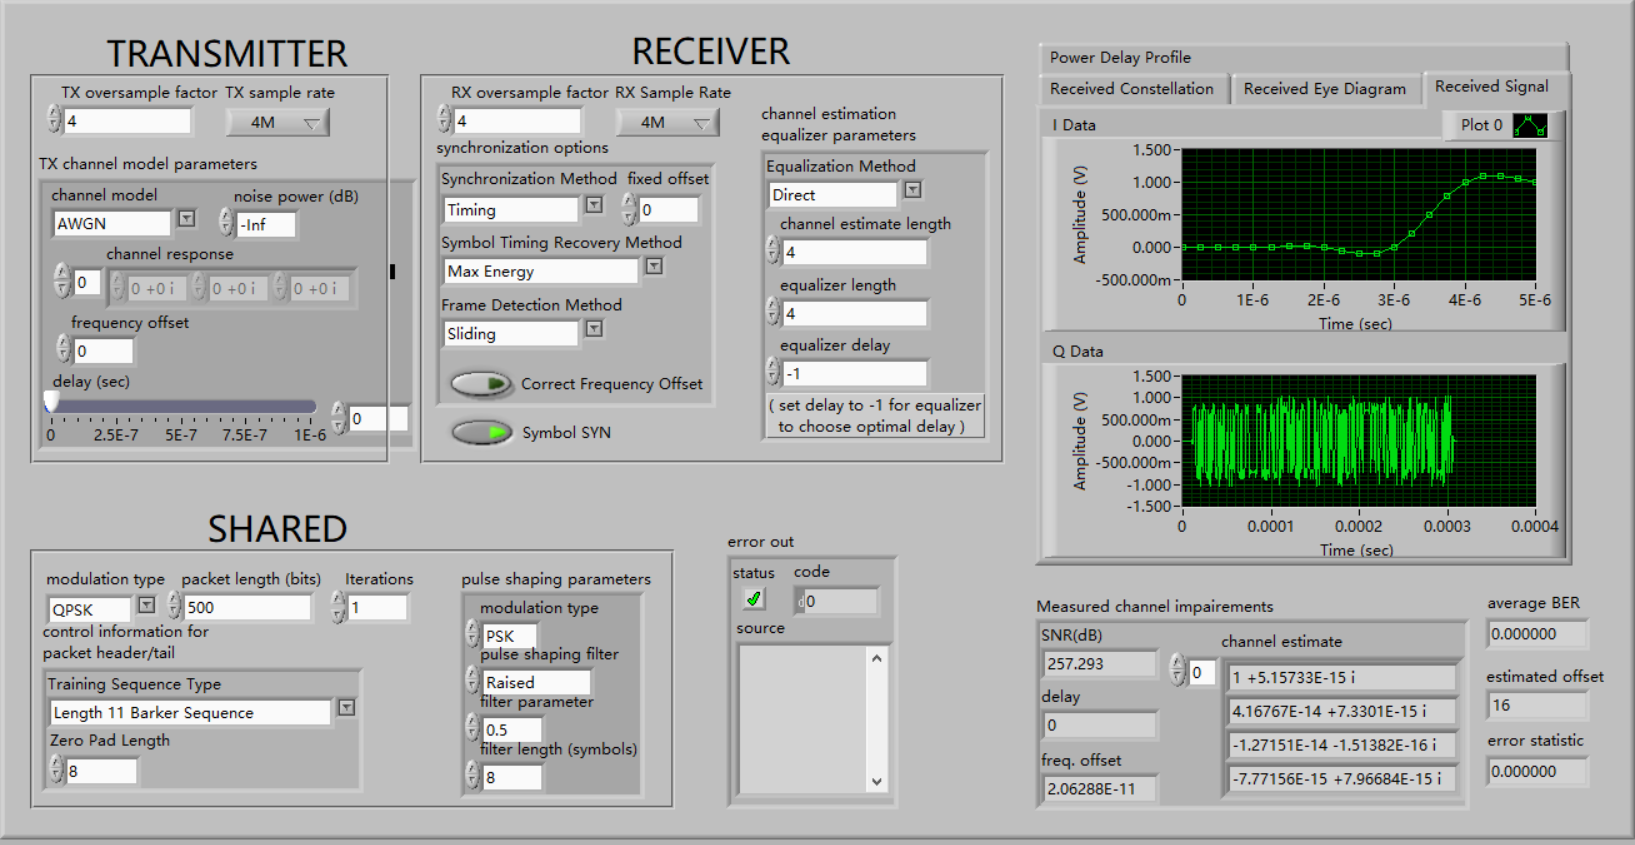 TRANSMITTER
TX oversample factor TX sample rate
4
4M
TX channel model parameters
channel model
AWGN
noise power (dB)
-Inf
channel response
0
0 +0 i
0 +0 i
0 +0 i
frequency offset
0
delay (sec)
0 2.5E-7 5E-7 7.5E-7 1E-6
0
RECEIVER
RX oversample factor RX Sample Rate
4
4M
synchronization options
Synchronization Method fixed offset
Timing
0
Symbol Timing Recovery Method
Max Energy
Frame Detection Method
Sliding
Correct Frequency Offset
Symbol SYN
channel estimation
equalizer parameters
Equalization Method
Direct
channel estimate length
4
equalizer length
4
equalizer delay
-1
( set delay to -1 for equalizer
to choose optimal delay )
Power Delay Profile
Received Constellation
Received Eye Diagram
Received Signal
I Data
Plot 0
Amplitude (V)
1.500
1.000
500.000m
0.000
-500.000m
0 1E-6 2E-6 3E-6 4E-6 5E-6
Time (sec)
Q Data
Amplitude (V)
1.500
1.000
500.000m
0.000
-500.000m
-1.000
-1.500
0 0.0001 0.0002 0.0003 0.0004
Time (sec)
SHARED
modulation type packet length (bits) Iterations
QPSK
500
1
control information for
packet header/tail
Training Sequence Type
Length 11 Barker Sequence
Zero Pad Length
8
pulse shaping parameters
modulation type
PSK
pulse shaping filter
Raised
filter parameter
0.5
filter length (symbols)
8
error out
status code
d0
source
Measured channel impairements
SNR(dB)
257.293
delay
0
freq. offset
2.06288E-11
channel estimate
0
1 +5.15733E-15 i
4.16767E-14 +7.3301E-15 i
-1.27151E-14 -1.51382E-16 i
-7.77156E-15 +7.96684E-15 i
average BER
0.000000
estimated offset
16
error statistic
0.000000